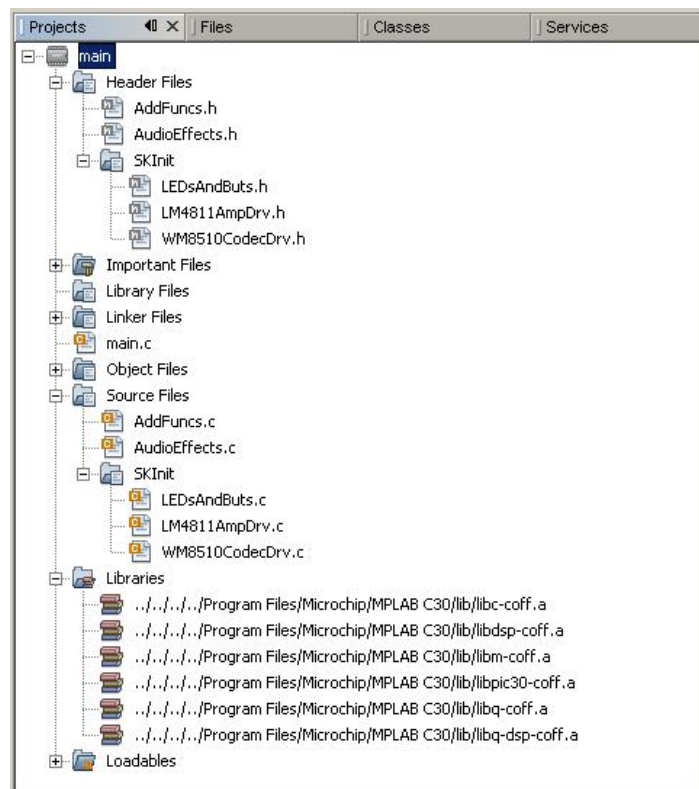 Projects Files Classes Services
main
Header Files
AddFuncs.h
AudioEffects.h
SKInit
LEDsAndButs.h
LM4811AmpDrv.h
WM8510CodecDrv.h
Important Files
Library Files
Linker Files
main.c
Object Files
Source Files
AddFuncs.c
AudioEffects.c
SKInit
LEDsAndButs.c
LM4811AmpDrv.c
WM8510CodecDrv.c
Libraries
../../../../Program Files/Microchip/MPLAB C30/lib/libc-coff.a
../../../../Program Files/Microchip/MPLAB C30/lib/libdsp-coff.a
../../../../Program Files/Microchip/MPLAB C30/lib/libm-coff.a
../../../../Program Files/Microchip/MPLAB C30/lib/libpic30-coff.a
../../../../Program Files/Microchip/MPLAB C30/lib/libq-coff.a
../../../../Program Files/Microchip/MPLAB C30/lib/libq-dsp-coff.a
Loadables